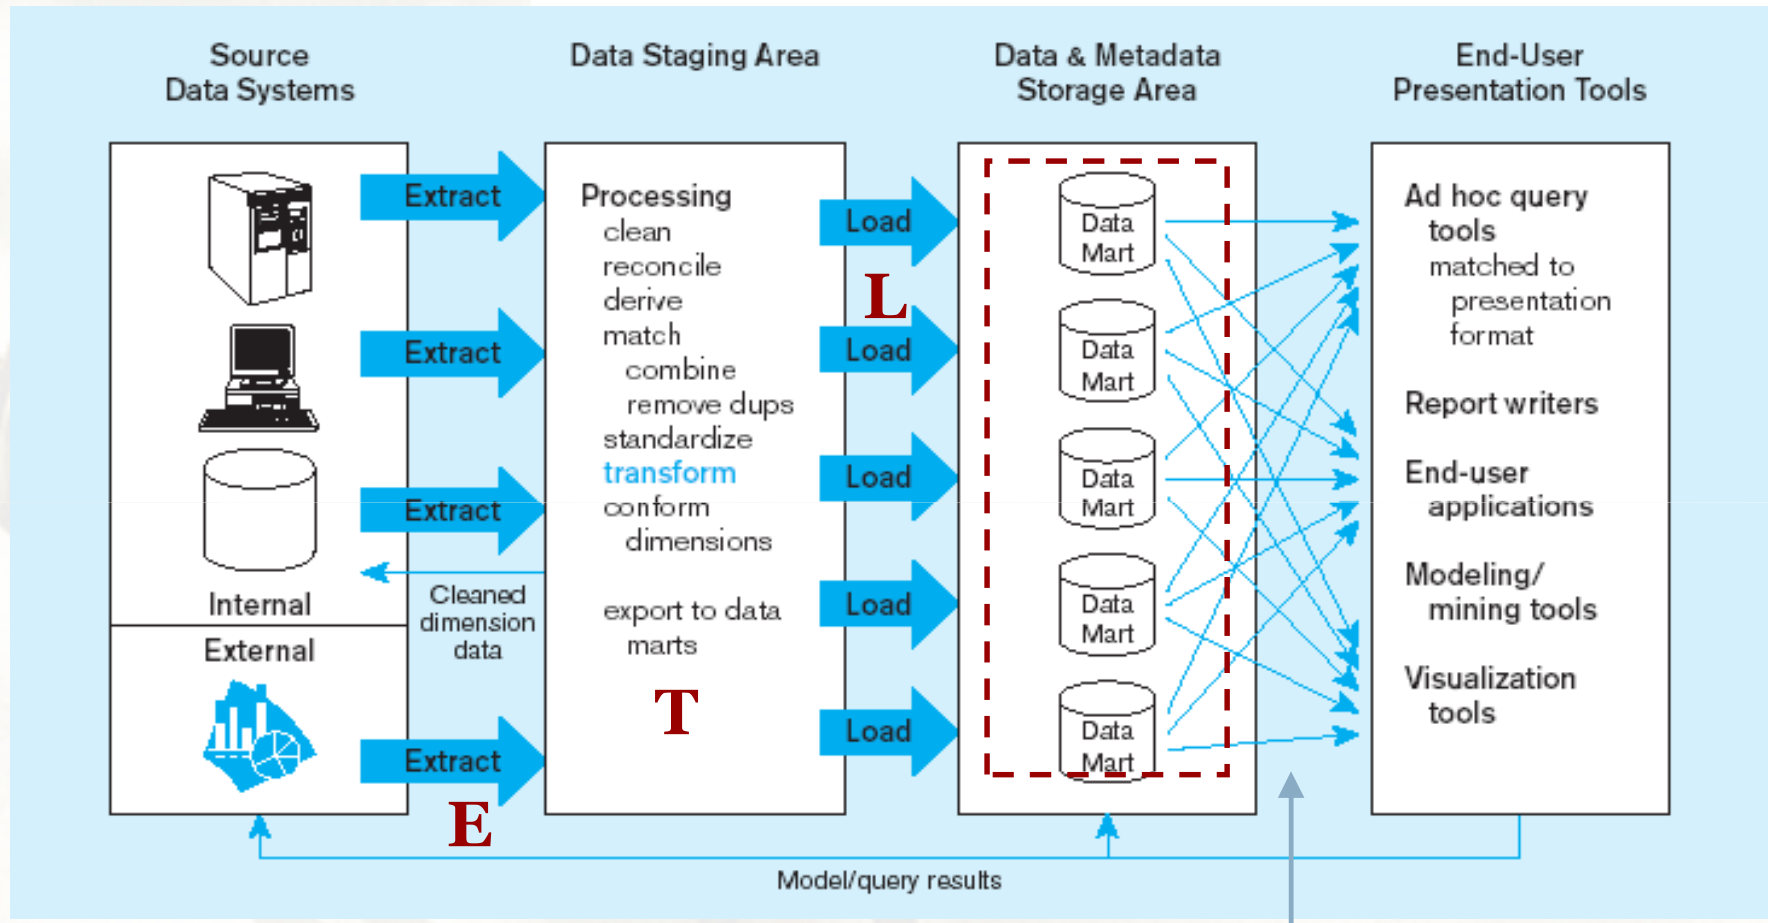 Source
Data Systems
Data Staging Area
Data & Metadata
Storage Area
End-User
Presentation Tools
Extract
Extract
Extract
Internal
External
Extract
E
Cleaned
dimension
data
Processing
clean
reconcile
derive
match
combine
remove dups
standardize
transform
conform
dimensions
export to data
marts
T
Load
L
Load
Load
Load
Load
Data
Mart
Data
Mart
Data
Mart
Data
Mart
Data
Mart
Ad hoc query
tools
matched to
presentation
format
Report writers
End-user
applications
Modeling/
mining tools
Visualization
tools
Model/query results